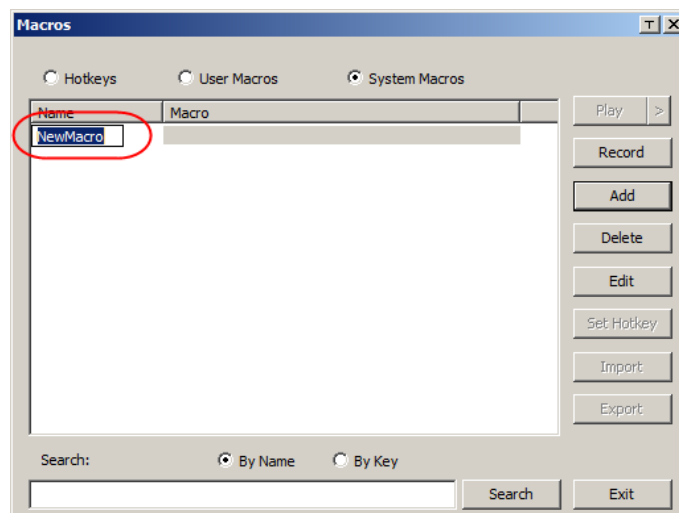 Macros
Hotkeys User Macros System Macros
Name Macro
NewMacro
Play >
Record
Add
Delete
Edit
Set Hotkey
Import
Export
Search: By Name By Key
Search Exit